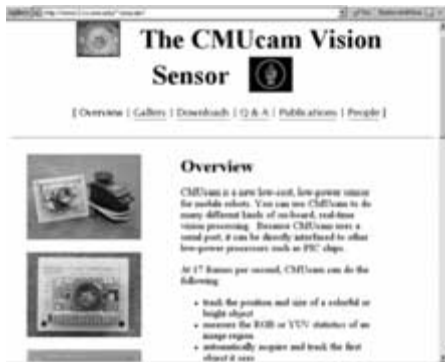 The CMUcam Vision
Sensor
[ Overview | Gallery | Downloads | Q & A | Publications | People ]
Overview
CMUcam is a new low-cost, low-power sensor
for mobile robots. You can use CMUcam to do
many different kinds of on-board, real-time
vision processing. Because CMUcam uses a
serial port, it can be directly interfaced to other
low-power processors such as PIC chips.
At 17 frames per second, CMUcam can do the
following:
• track the position and size of a colorful or
bright object
• measure the RGB or YUV statistics of an
image region
• automatically acquire and track the first
object it sees